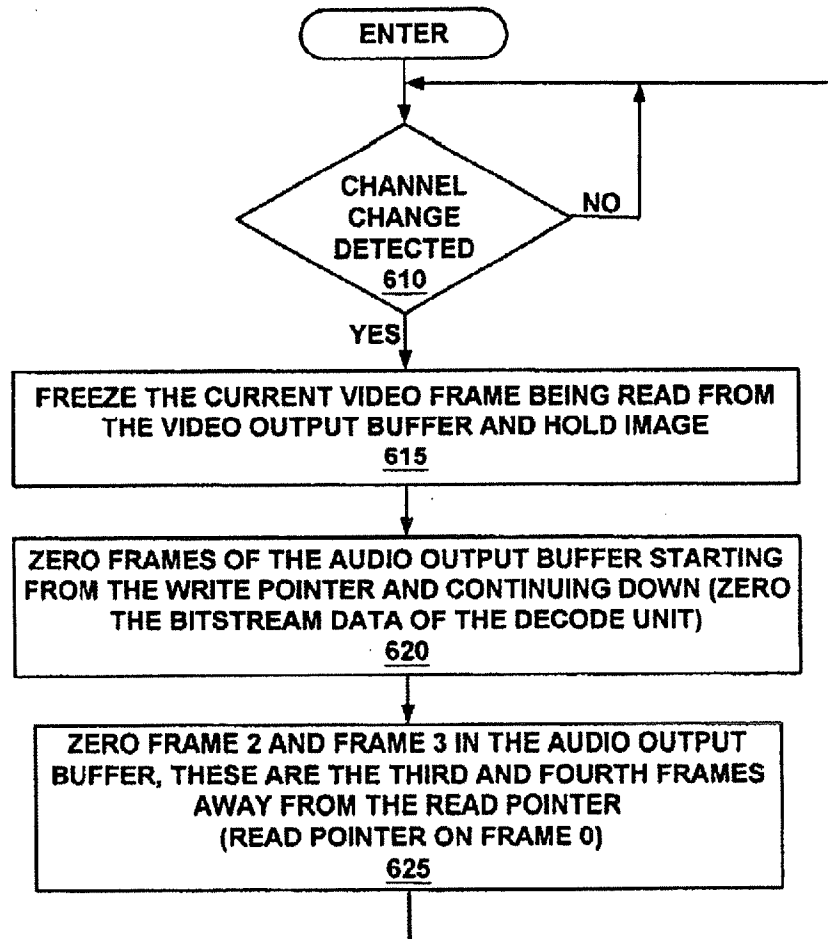 ENTER
CHANNEL
CHANGE
DETECTED
610
NO
YES
FREEZE THE CURRENT VIDEO FRAME BEING READ FROM
THE VIDEO OUTPUT BUFFER AND HOLD IMAGE
615
ZERO FRAMES OF THE AUDIO OUTPUT BUFFER STARTING
FROM THE WRITE POINTER AND CONTINUING DOWN (ZERO
THE BITSTREAM DATA OF THE DECODE UNIT)
620
ZERO FRAME 2 AND FRAME 3 IN THE AUDIO OUTPUT
BUFFER, THESE ARE THE THIRD AND FOURTH FRAMES
AWAY FROM THE READ POINTER
(READ POINTER ON FRAME 0)
625